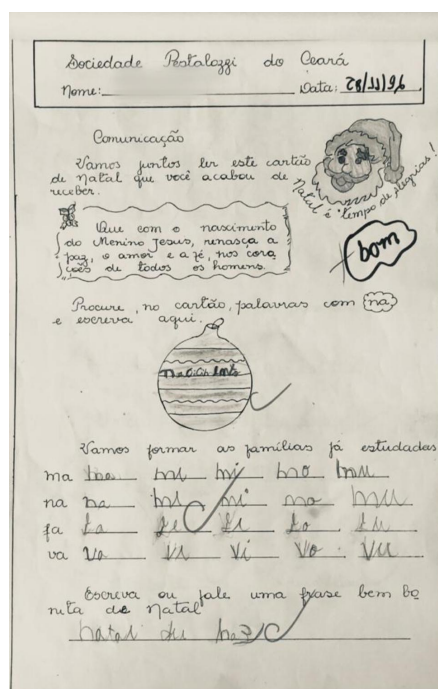 Sociedade Pestalozzi do Ceará
Nome: Data: 28/11/96
Comunicação
Vamos juntos ler este cartão
de Natal que você acabou de
receber.
Natal é tempo de alegrias!
Que com o nascimento
do Menino Jesus, renasça a
paz, o amor e a fé, nos cora
ções de todos os homens.
+ bom
Procure, no cartão, palavras com na
e escreva aqui.
Vamos formar as famílias já estudadas
ma ma me mi mo mu
na na ne ni no nu
fa fa fe fi fo fu
va va ve vi vo vu
Escreva ou fale uma frase bem bo
nita de Natal
natal